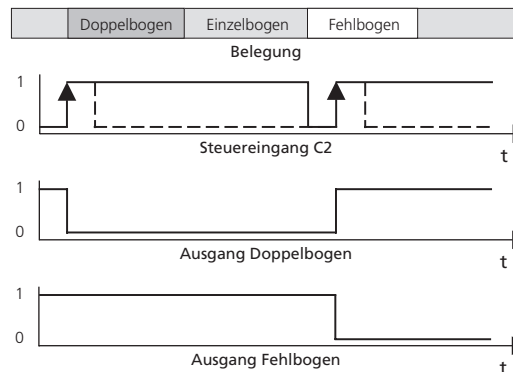 Doppelbogen Einzelbogen Fehlbogen
Belegung
1
0
Steuereingang C2
t
1
0
Ausgang Doppelbogen
t
1
0
Ausgang Fehlbogen
t